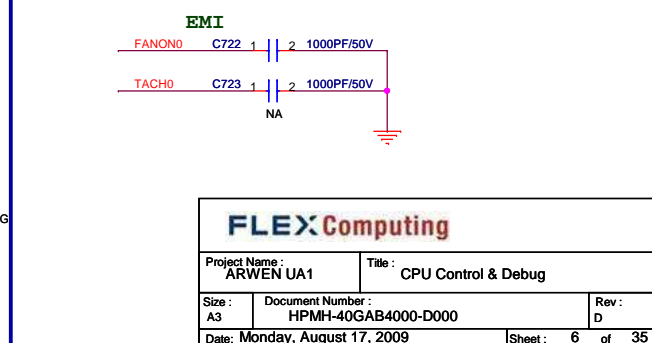 EMI
FANON0 C722 1 2 1000PF/50V
TACH0 C723 1 2 1000PF/50V
NA
G
FLEX Computing
Project Name : Title :
ARWEN UA1 CPU Control & Debug
Size : Document Number : Rev :
A3 HPMH-40GAB4000-D000 D
Date: Monday, August 17, 2009 Sheet : 6 of 35